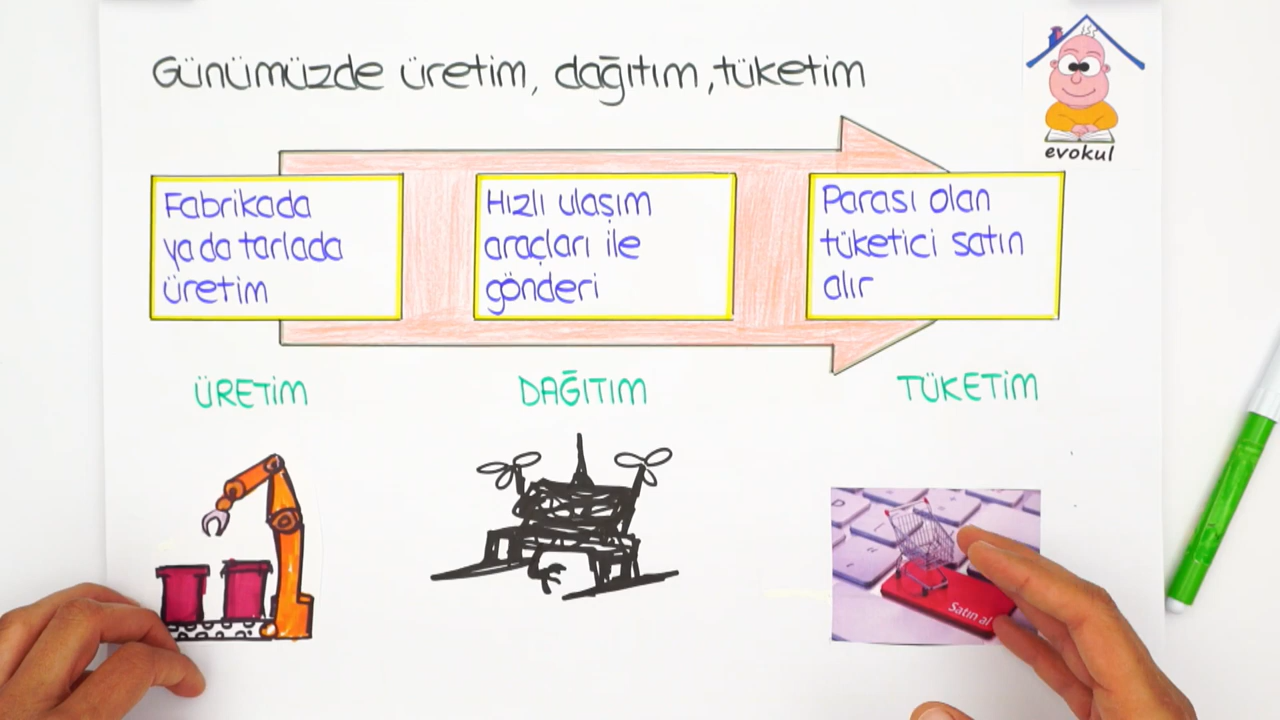 Günümüzde üretim, dağıtım, tüketim
evokul
Fabrikada
ya da tarlada
üretim
Hızlı ulaşım
araçları ile
gönderi
Parası olan
tüketici satın
alır
ÜRETİM
DAĞITIM
TÜKETİM
Satın al